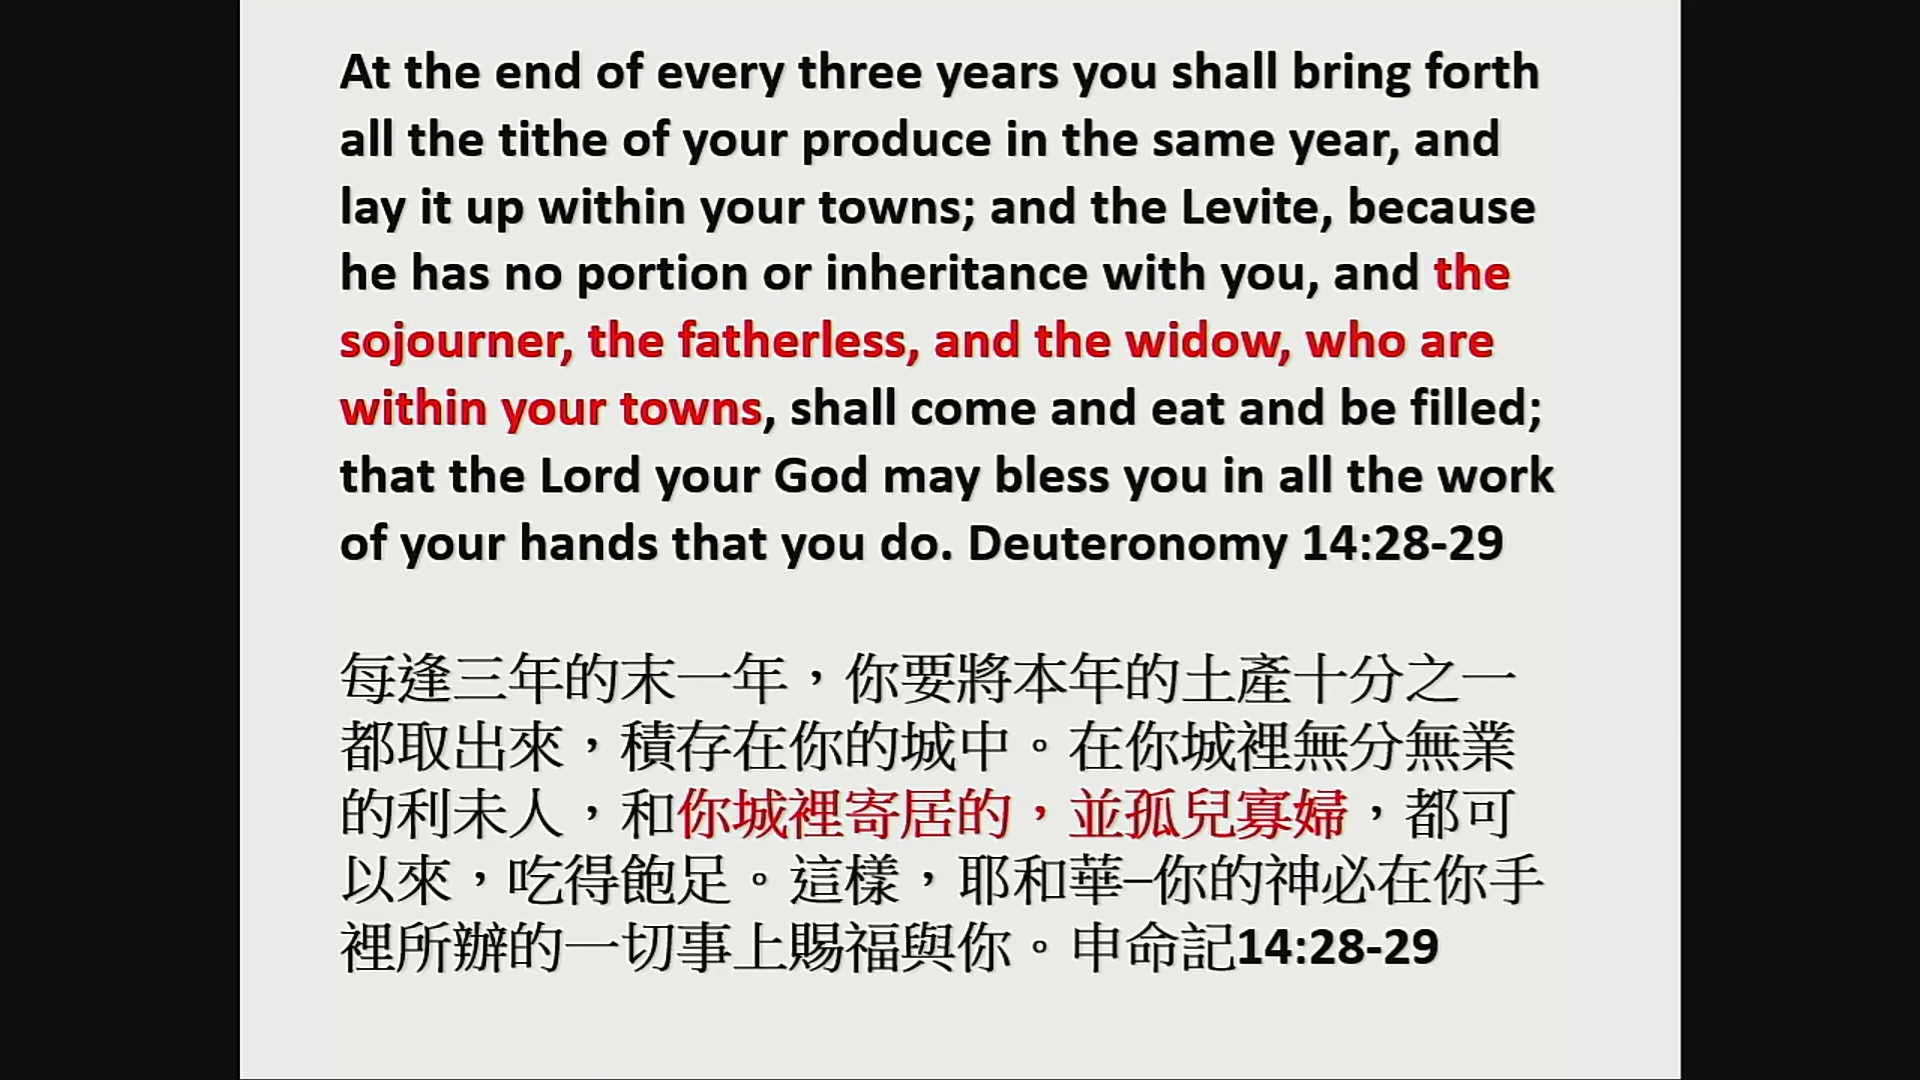 At the end of every three years you shall bring forth
all the tithe of your produce in the same year, and
lay it up within your towns; and the Levite, because
he has no portion or inheritance with you, and the
sojourner, the fatherless, and the widow, who are
within your towns, shall come and eat and be filled;
that the Lord your God may bless you in all the work
of your hands that you do. Deuteronomy 14:28-29
每逢三年的末一年，你要將本年的土產十分之一
都取出來，積存在你的城中。在你城裡無分無業
的利未人，和你城裡寄居的，並孤兒寡婦，都可
以來，吃得飽足。這樣，耶和華─你的神必在你手
裡所辦的一切事上賜福與你。申命記14:28-29